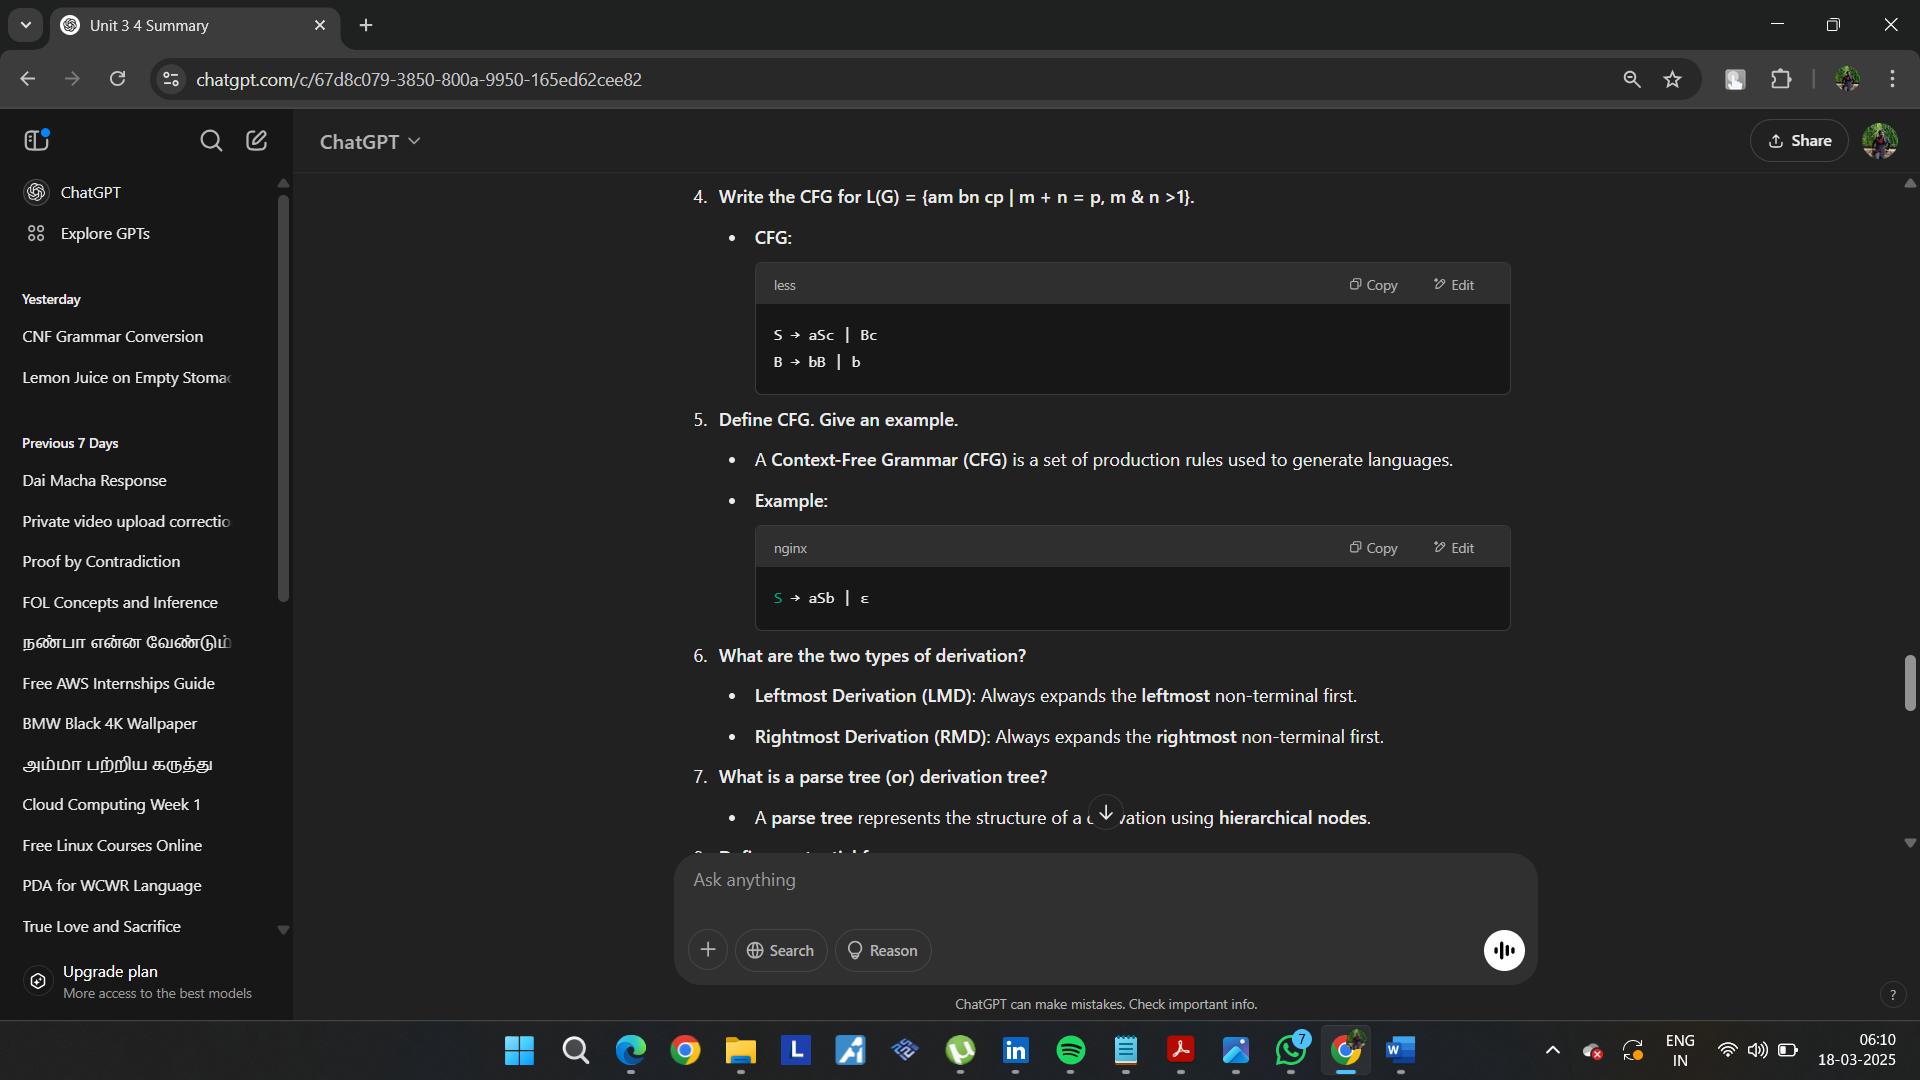 Unit 3 4 Summary
chatgpt.com/c/67d8c079-3850-800a-9950-165ed62cee82
ChatGPT
Share
ChatGPT
Explore GPTs
Yesterday
CNF Grammar Conversion
Lemon Juice on Empty Stomac
Previous 7 Days
Dai Macha Response
Private video upload correctio
Proof by Contradiction
FOL Concepts and Inference
நண்பா என்ன வேண்டும்
Free AWS Internships Guide
BMW Black 4K Wallpaper
அம்மா பற்றிய கருத்து
Cloud Computing Week 1
Free Linux Courses Online
PDA for WCWR Language
True Love and Sacrifice
Upgrade plan
More access to the best models
4. Write the CFG for L(G) = {am bn cp | m + n = p, m & n >1}.
• CFG:
less
Copy
Edit
S → aSc | Bc
B → bB | b
5. Define CFG. Give an example.
• A Context-Free Grammar (CFG) is a set of production rules used to generate languages.
• Example:
nginx
Copy
Edit
S → aSb | ε
6. What are the two types of derivation?
• Leftmost Derivation (LMD): Always expands the leftmost non-terminal first.
• Rightmost Derivation (RMD): Always expands the rightmost non-terminal first.
7. What is a parse tree (or) derivation tree?
• A parse tree represents the structure of a vation using hierarchical nodes.
Ask anything
Search
Reason
ChatGPT can make mistakes. Check important info.
?
L
in
7
W
ENG
IN
06:10
18-03-2025